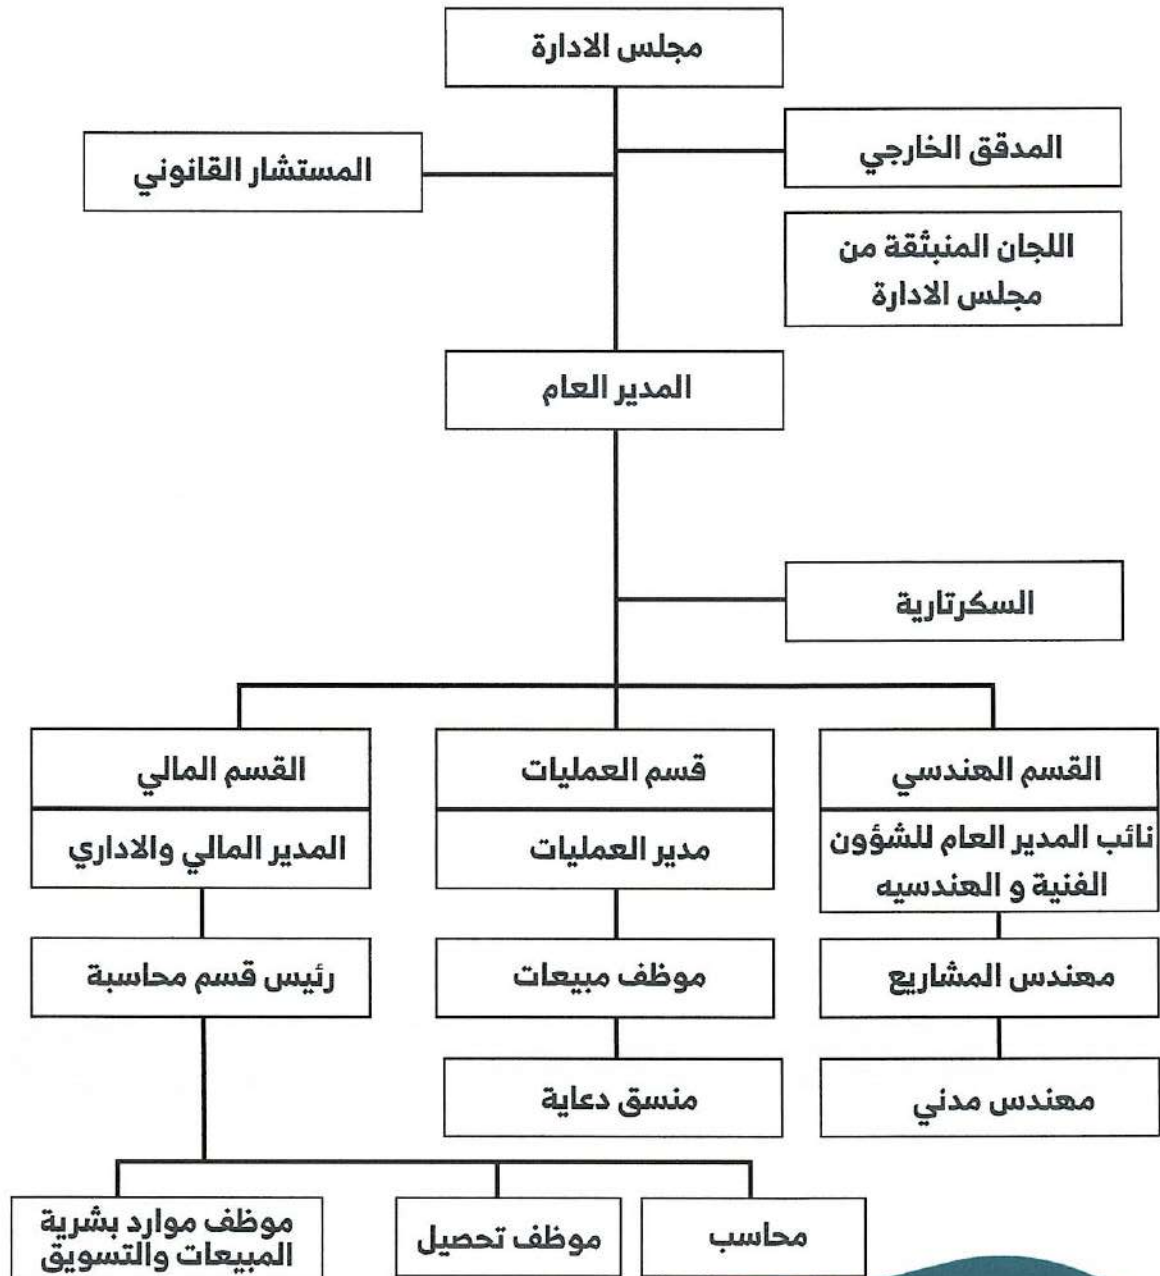 مجلس الادارة
المدقق الخارجي
المستشار القانوني
اللجان المنبثقة من
مجلس الادارة
المدير العام
السكرتارية
القسم الهندسي
نائب المدير العام للشؤون
الفنية و الهندسيه
مهندس المشاريع
مهندس مدني
قسم العمليات
مدير العمليات
موظف مبيعات
منسق دعاية
القسم المالي
المدير المالي والاداري
رئيس قسم محاسبة
محاسب
موظف تحصيل
موظف موارد بشرية
المبيعات والتسويق